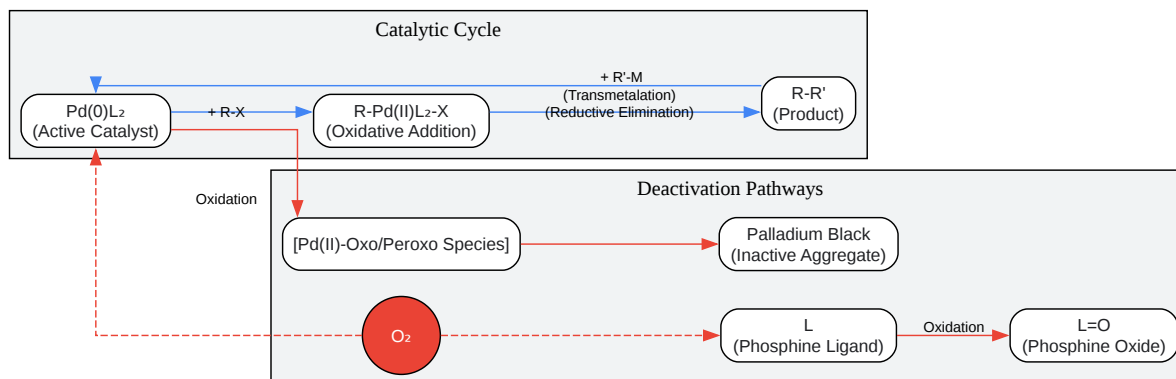 Catalytic Cycle
+ R'-M
(Transmetalation)
(Reductive Elimination)
Pd(0)L₂
(Active Catalyst)
+ R-X
R-Pd(II)L₂-X
(Oxidative Addition)
R-R'
(Product)
Oxidation
Deactivation Pathways
[Pd(II)-Oxo/Peroxo Species]
Palladium Black
(Inactive Aggregate)
O₂
L
(Phosphine Ligand)
Oxidation
L=O
(Phosphine Oxide)